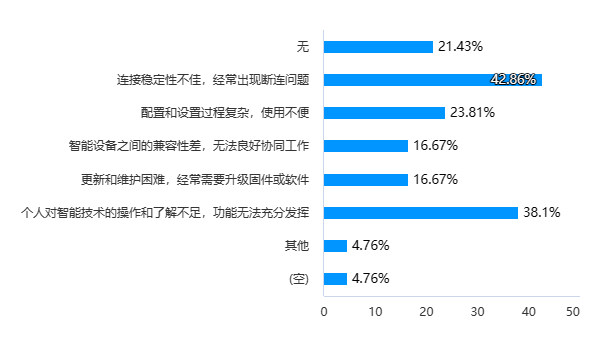 无 21.43%
连接稳定性不佳，经常出现断连问题 42.86%
配置和设置过程复杂，使用不便 23.81%
智能设备之间的兼容性差，无法良好协同工作 16.67%
更新和维护困难，经常需要升级固件或软件 16.67%
个人对智能技术的操作和了解不足，功能无法充分发挥 38.1%
其他 4.76%
(空) 4.76%
0 10 20 30 40 50